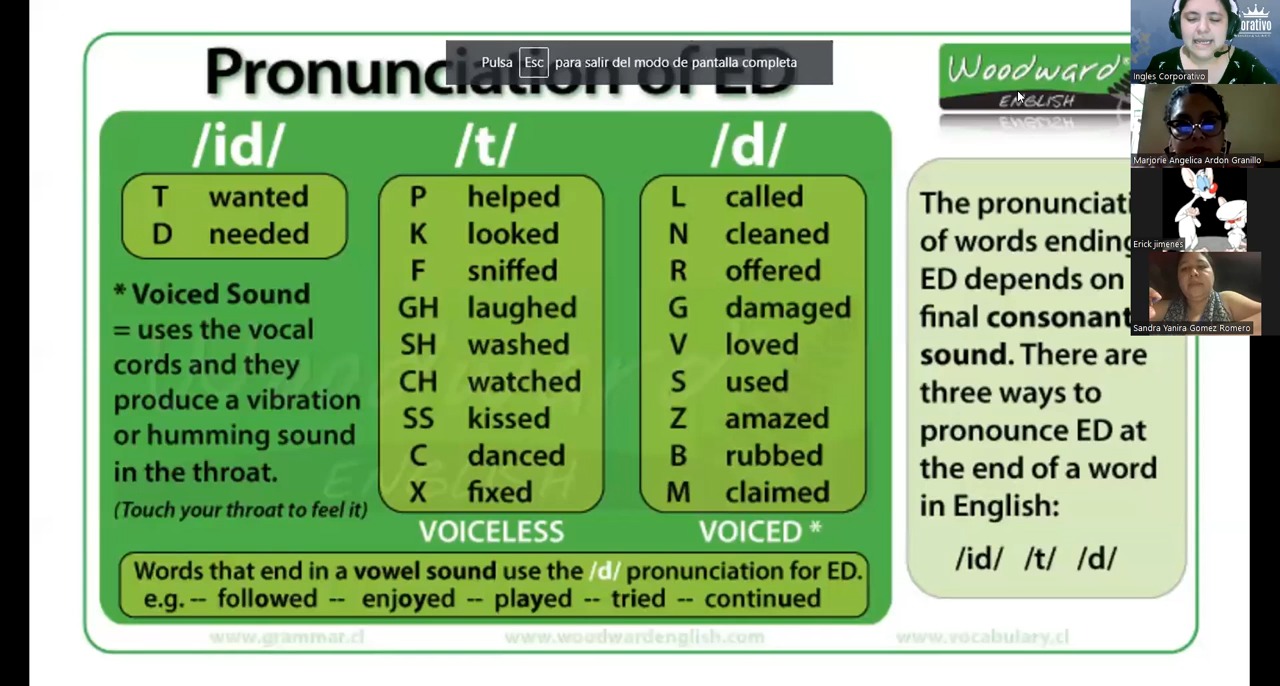 Pronunciation of ED
Pulsa Esc para salir del modo de pantalla completa
Woodward
ENGLISH
/id/
T wanted
D needed
* Voiced Sound
= uses the vocal
cords and they
produce a vibration
or humming sound
in the throat.
(Touch your throat to feel it)
/t/
P helped
K looked
F sniffed
GH laughed
SH washed
CH watched
SS kissed
C danced
X fixed
VOICELESS
/d/
L called
N cleaned
R offered
G damaged
V loved
S used
Z amazed
B rubbed
M claimed
VOICED *
Words that end in a vowel sound use the /d/ pronunciation for ED.
e.g. -- followed -- enjoyed -- played -- tried -- continued
The pronunciati
of words ending
ED depends on
final consonant
sound. There are
three ways to
pronounce ED at
the end of a word
in English:
/id/ /t/ /d/
www.grammar.cl www.woodwardenglish.com www.vocabulary.cl
orativo
Ingles Corporativo
Marjorie Angelica Ardon Granillo
Erick jimenes
Sandra Yanira Gomez Romero